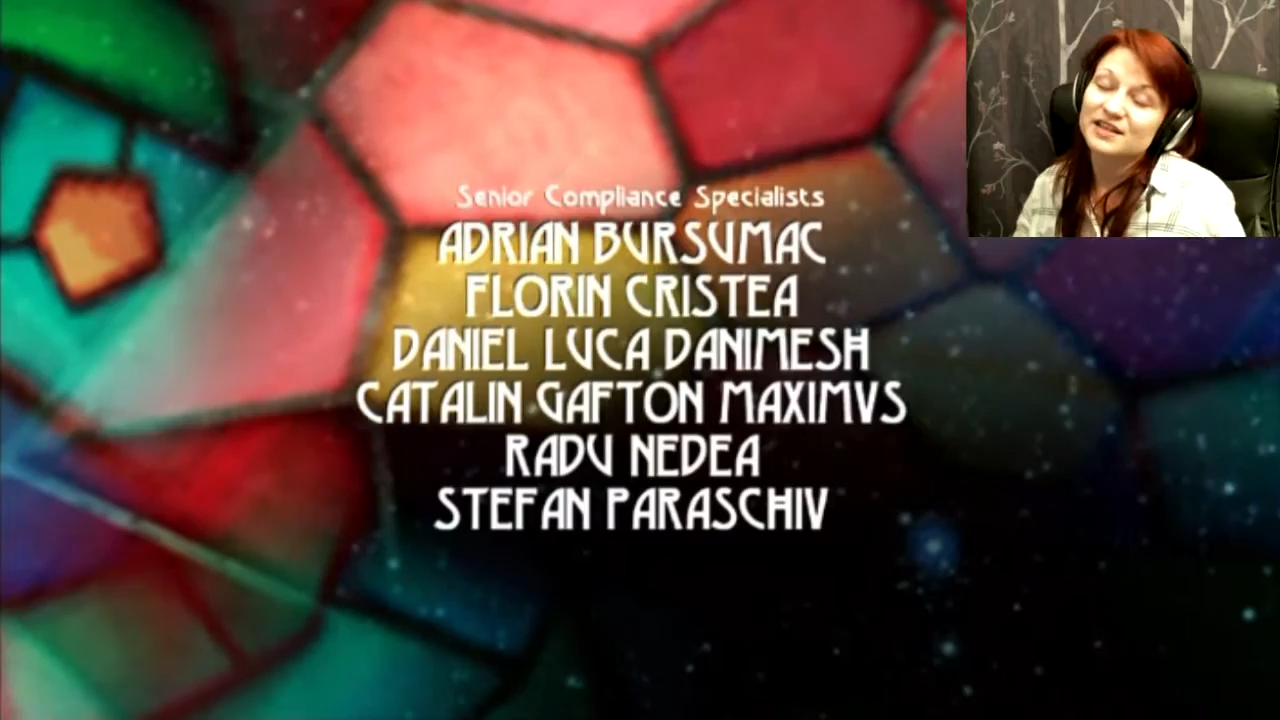 Senior Compliance Specialists
ADRIAN BURSUMAC
FLORIN CRISTEA
DANIEL LUCA DANIMESH
CATALIN GAFTON MAXIMUS
RADU NEDEA
STEFAN PARASCHIV